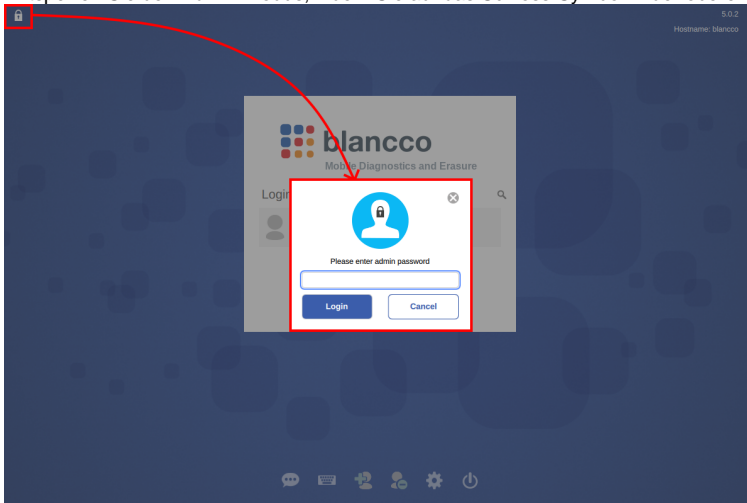 5.0.2
Hostname: blancco
blancco
Mobile Diagnostics and Erasure
Login
Please enter admin password
Login
Cancel